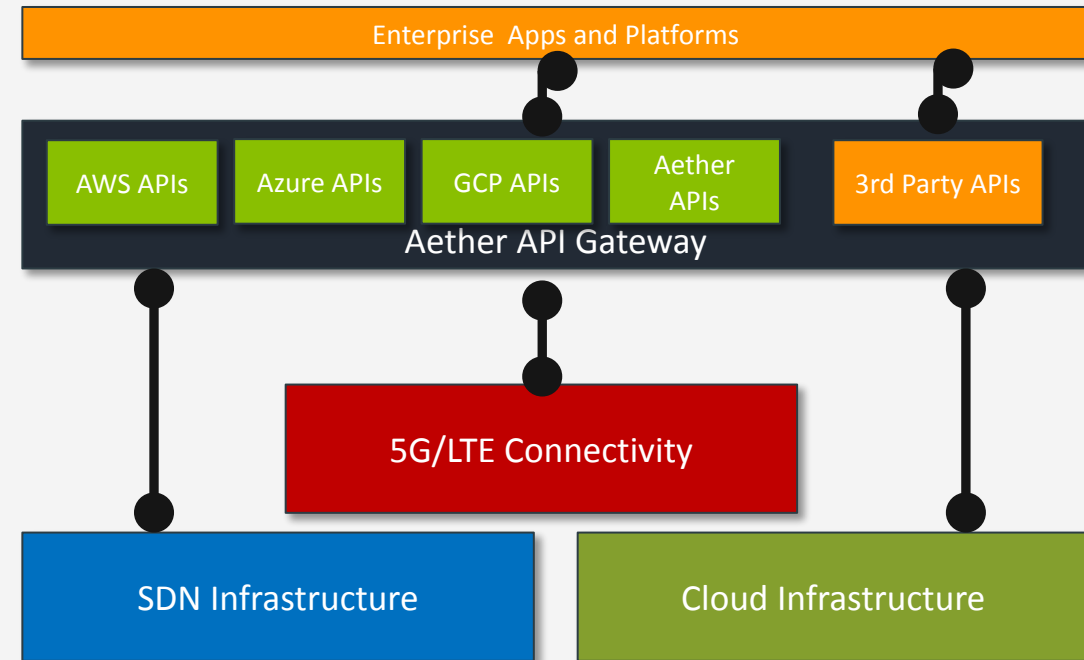 Enterprise Apps and Platforms
AWS APIs
Azure APIs
GCP APIs
Aether
APIs
3rd Party APIs
Aether API Gateway
5G/LTE Connectivity
SDN Infrastructure
Cloud Infrastructure